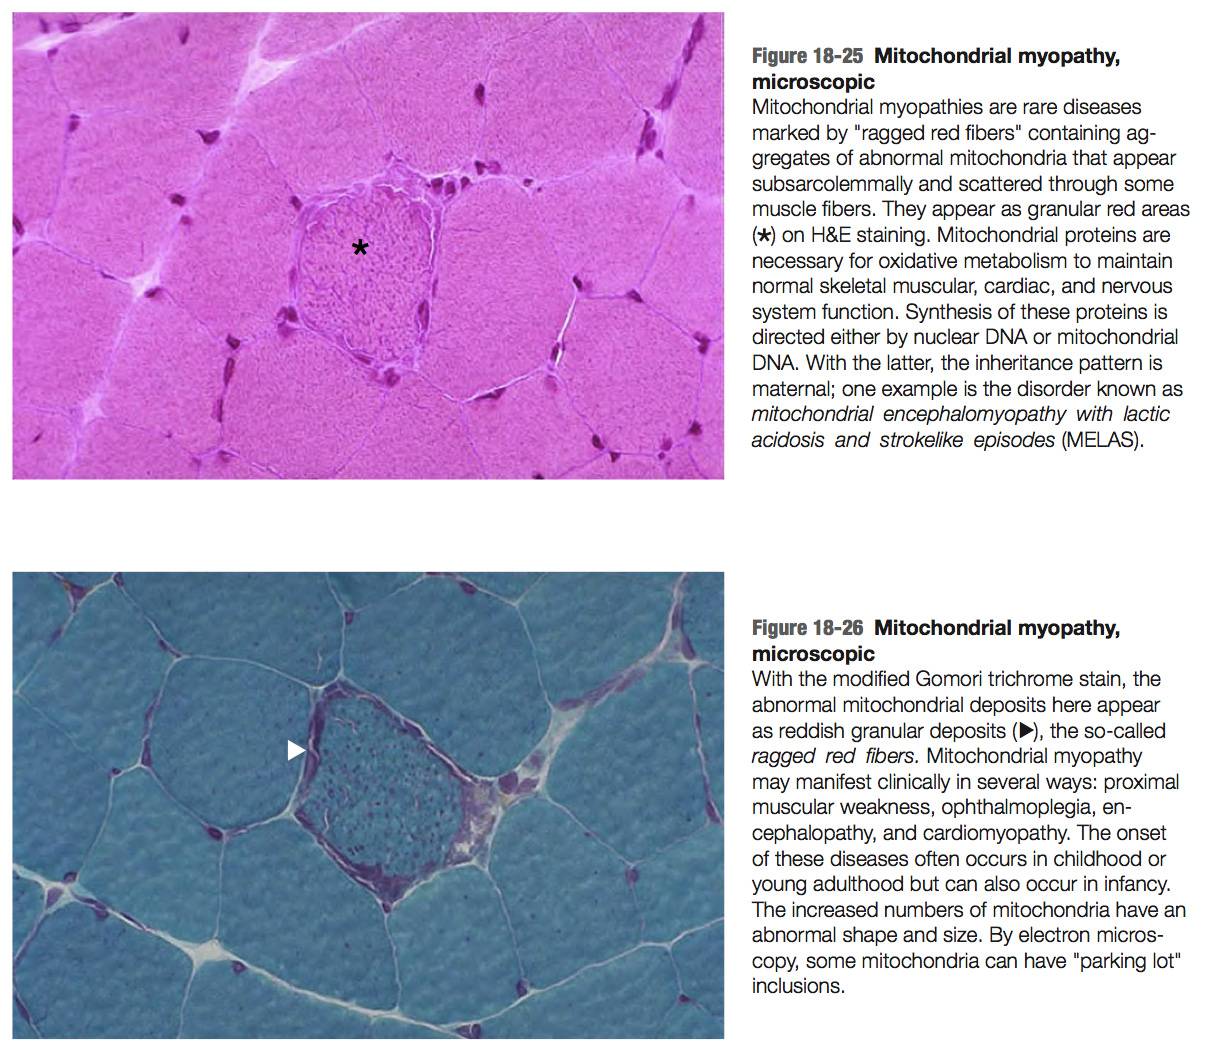 Figure 18-25 Mitochondrial myopathy,
microscopic
Mitochondrial myopathies are rare diseases
marked by "ragged red fibers" containing ag-
gregates of abnormal mitochondria that appear
subsarcolemmally and scattered through some
muscle fibers. They appear as granular red areas
(*) on H&E staining. Mitochondrial proteins are
necessary for oxidative metabolism to maintain
normal skeletal muscular, cardiac, and nervous
system function. Synthesis of these proteins is
directed either by nuclear DNA or mitochondrial
DNA. With the latter, the inheritance pattern is
maternal; one example is the disorder known as
mitochondrial encephalomyopathy with lactic
acidosis and strokelike episodes (MELAS).
Figure 18-26 Mitochondrial myopathy,
microscopic
With the modified Gomori trichrome stain, the
abnormal mitochondrial deposits here appear
as reddish granular deposits (▶), the so-called
ragged red fibers. Mitochondrial myopathy
may manifest clinically in several ways: proximal
muscular weakness, ophthalmoplegia, en-
cephalopathy, and cardiomyopathy. The onset
of these diseases often occurs in childhood or
young adulthood but can also occur in infancy.
The increased numbers of mitochondria have an
abnormal shape and size. By electron micros-
copy, some mitochondria can have "parking lot"
inclusions.